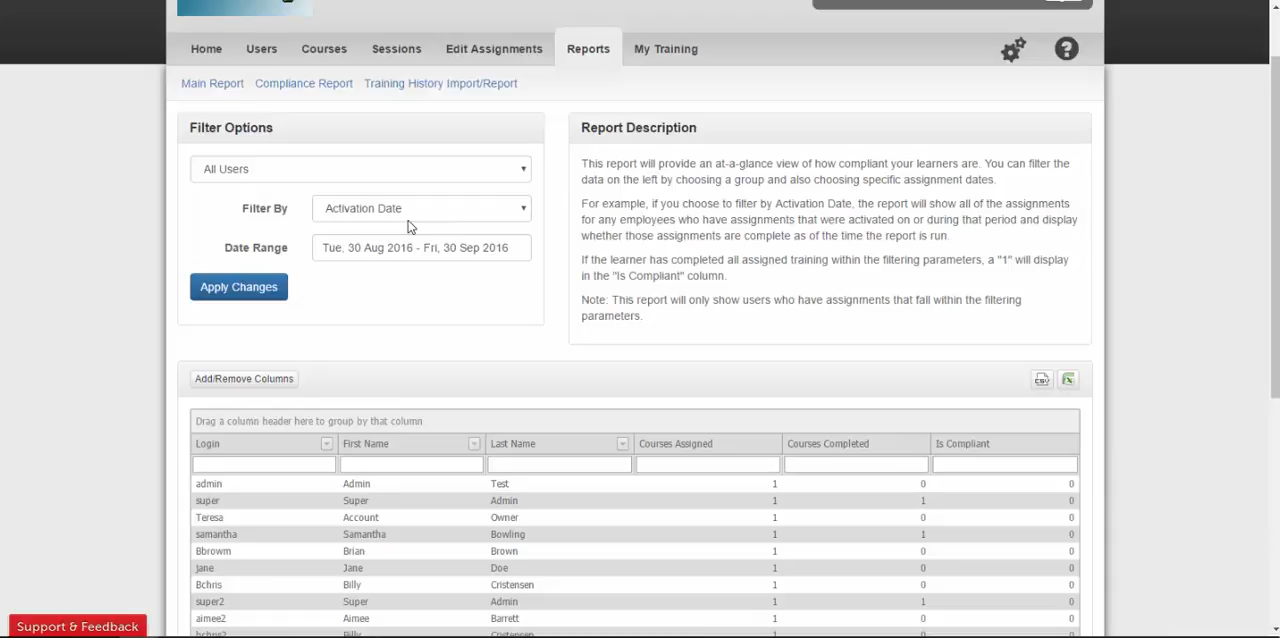 Home Users Courses Sessions Edit Assignments Reports My Training
Main Report Compliance Report Training History Import/Report
Filter Options
All Users
Filter By Activation Date
Date Range Tue, 30 Aug 2016 - Fri, 30 Sep 2016
Apply Changes
Report Description
This report will provide an at-a-glance view of how compliant your learners are. You can filter the
data on the left by choosing a group and also choosing specific assignment dates.
For example, if you choose to filter by Activation Date, the report will show all of the assignments
for any employees who have assignments that were activated on or during that period and display
whether those assignments are complete as of the time the report is run.
If the learner has completed all assigned training within the filtering parameters, a "1" will display
in the "Is Compliant" column.
Note: This report will only show users who have assignments that fall within the filtering
parameters.
Add/Remove Columns
CSV
Drag a column header here to group by that column
Login First Name Last Name Courses Assigned Courses Completed Is Compliant
admin Admin Test 1 0 0
super Super Admin 1 1 0
Teresa Account Owner 1 0 0
samantha Samantha Bowling 1 1 0
Bbrowm Brian Brown 1 0 0
jane Jane Doe 1 0 0
Bchris Billy Cristensen 1 0 0
super2 Super Admin 1 1 0
aimee2 Aimee Barrett 1 0 0
bchris2 Billy Cristensen 1 0 0
Support & Feedback